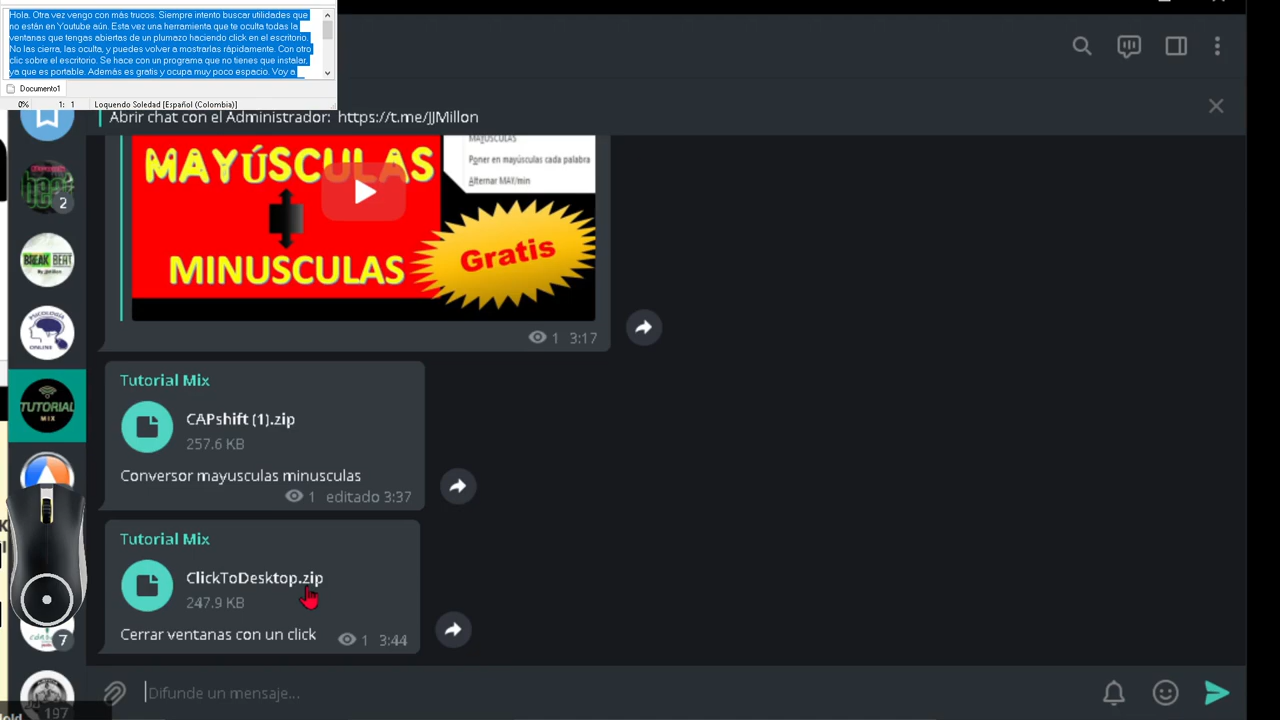 Hola. Otra vez vengo con más trucos. Siempre intento buscar utilidades que
no están en Youtube aún. Esta vez una herramienta que te oculta todas la
ventanas que tengas abiertas de un plumazo haciendo click en el escritorio.
No las cierra, las oculta, y puedes volver a mostrarlas rápidamente. Con otro
clic sobre el escritorio. Se hace con un programa que no tienes que instalar,
ya que es portable. Además es gratis y ocupa muy poco espacio. Voy a
Documento1
0% 1: 1 Loquendo Soledad [Español (Colombia)]
Abrir chat con el Administrador: https://t.me/JJMillon
MAYÚSCULAS
MAYÚSCULAS
Poner en mayúsculas cada palabra
Alternar MAY/min
MINUSCULAS
Gratis
1 3:17
2
BREAK BEAT
By JJMillon
PSICOLOGÍA
ONLINE
TUTORIAL
MIX
Tutorial Mix
CAPshift (1).zip
257.6 KB
Conversor mayusculas minusculas
1 editado 3:37
Tutorial Mix
ClickToDesktop.zip
247.9 KB
Cerrar ventanas con un click
1 3:44
7
197
Difunde un mensaje...